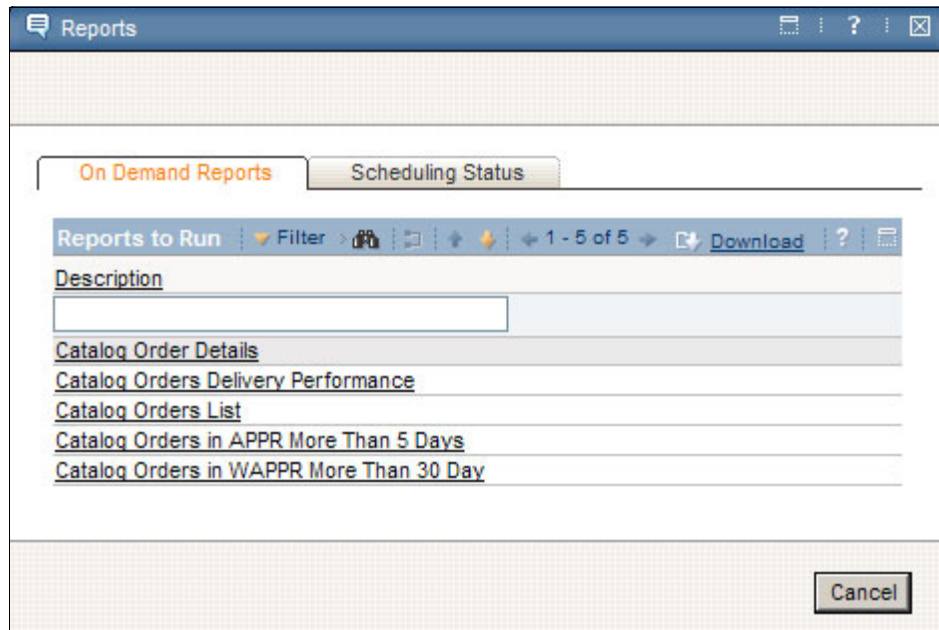 Reports ?
On Demand Reports Scheduling Status
Reports to Run Filter 1 - 5 of 5 Download ?
Description
Catalog Order Details
Catalog Orders Delivery Performance
Catalog Orders List
Catalog Orders in APPR More Than 5 Days
Catalog Orders in WAPPR More Than 30 Day
Cancel